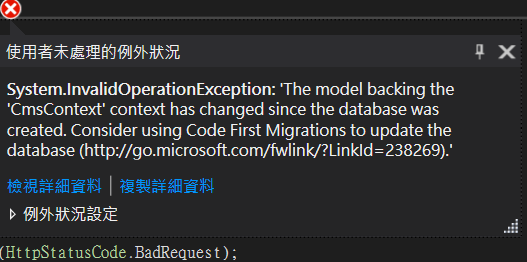 使用者未處理的例外狀況
System.InvalidOperationException: 'The model backing the
'CmsContext' context has changed since the database was
created. Consider using Code First Migrations to update the
database (http://go.microsoft.com/fwlink/?LinkId=238269).'
檢視詳細資料 | 複製詳細資料
例外狀況設定
(HttpStatusCode.BadRequest);